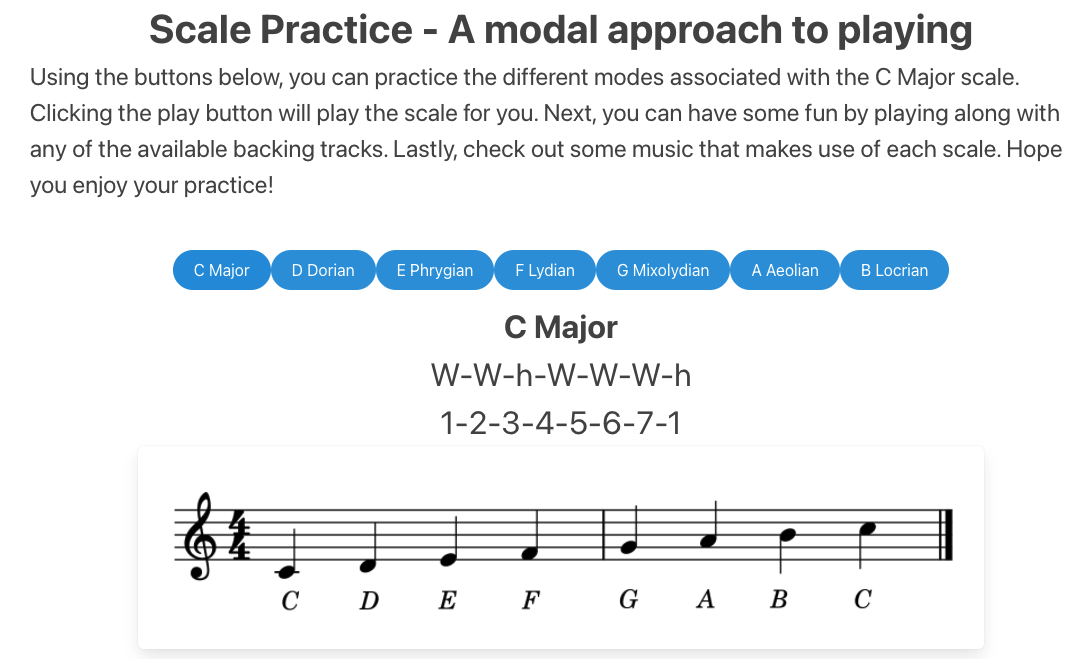 Scale Practice - A modal approach to playing
Using the buttons below, you can practice the different modes associated with the C Major scale.
Clicking the play button will play the scale for you. Next, you can have some fun by playing along with
any of the available backing tracks. Lastly, check out some music that makes use of each scale. Hope
you enjoy your practice!
C Major D Dorian E Phrygian F Lydian G Mixolydian A Aeolian B Locrian
C Major
W-W-h-W-W-W-h
1-2-3-4-5-6-7-1
4
4
C D E F G A B C